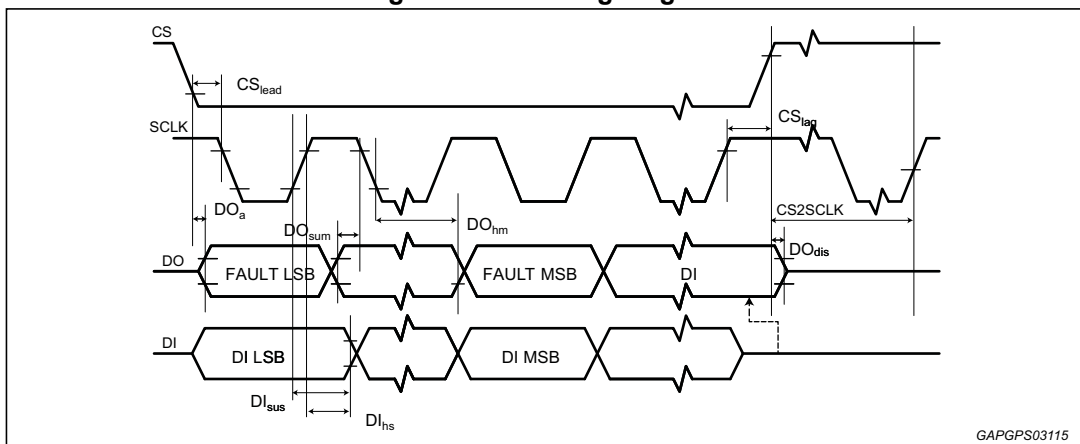 CS
CSlead
SCLK
CSlag
DOa
DOsum
DOhm
CS2SCLK
DOdis
DO
FAULT LSB
FAULT MSB
DI
DI
DI LSB
DI MSB
DIsus
DIhs
GAPGPS03115